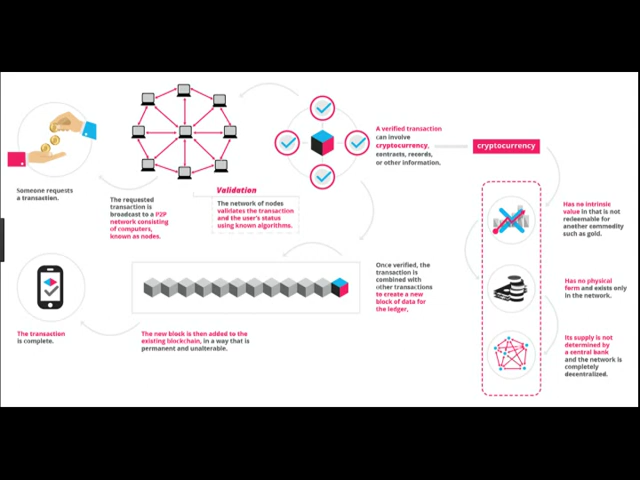 Someone requests
a transaction.
The requested
transaction is
broadcast to a P2P
network consisting
of computers,
known as nodes.
Validation
The network of nodes
validates the transaction
and the user's status
using known algorithms.
A verified transaction
can involve
cryptocurrency,
contracts, records,
or other information.
cryptocurrency
Has no intrinsic
value in that is not
redeemable for
another commodity
such as gold.
Has no physical
form and exists only
in the network.
Its supply is not
determined by
a central bank
and the network is
completely
decentralized.
Once verified, the
transaction is
combined with
other transactions
to create a new
block of data for
the ledger,
The new block is then added to the
existing blockchain, in a way that is
permanent and unalterable.
The transaction
is complete.